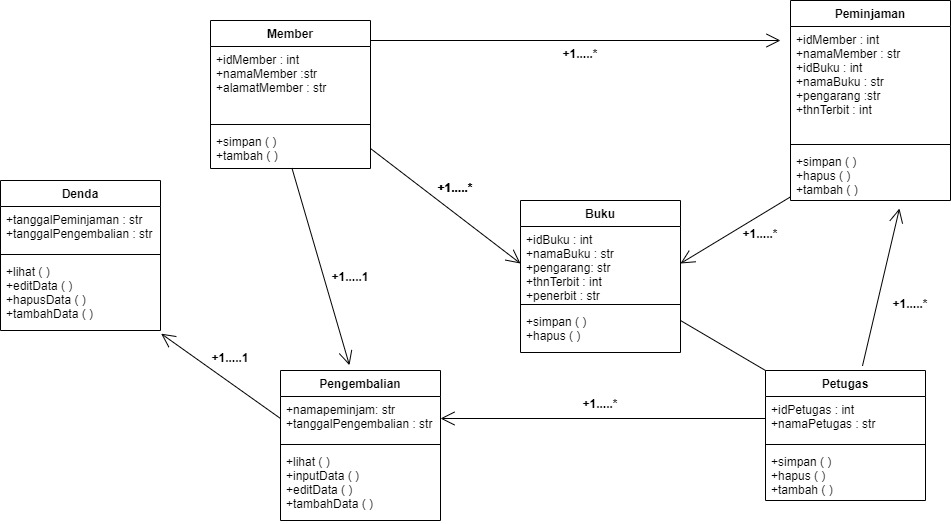 Member
+idMember : int
+namaMember :str
+alamatMember : str
+simpan ( )
+tambah ( )
+1.....*
Peminjaman
+idMember : int
+namaMember : str
+idBuku : int
+namaBuku : str
+pengarang :str
+thnTerbit : int
+simpan ( )
+hapus ( )
+tambah ( )
Denda
+tanggalPeminjaman : str
+tanggalPengembalian : str
+lihat ( )
+editData ( )
+hapusData ( )
+tambahData ( )
+1.....*
Buku
+idBuku : int
+namaBuku : str
+pengarang: str
+thnTerbit : int
+penerbit : str
+simpan ( )
+hapus ( )
+1.....*
+1.....1
+1.....*
+1.....1
Pengembalian
+namapeminjam: str
+tanggalPengembalian : str
+lihat ( )
+inputData ( )
+editData ( )
+tambahData ( )
+1.....*
Petugas
+idPetugas : int
+namaPetugas : str
+simpan ( )
+hapus ( )
+tambah ( )